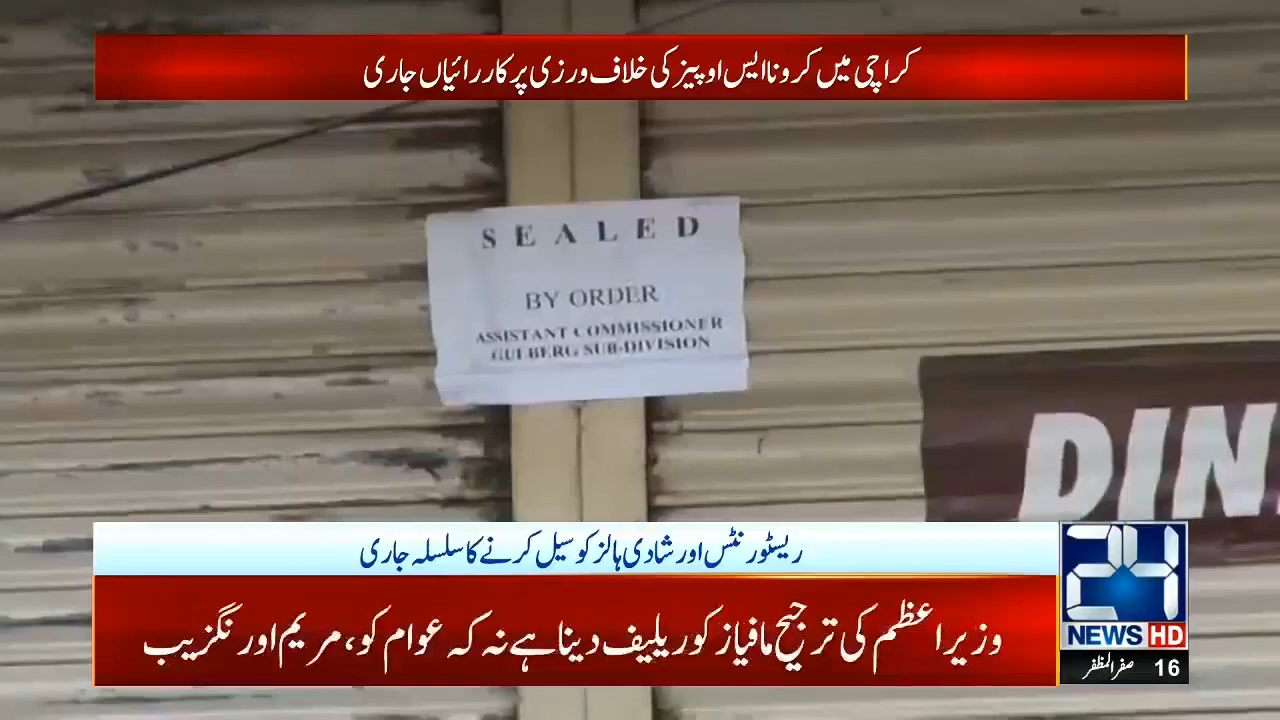 کراچی میں کرونا ایس او پیز کی خلاف ورزی پر کارروائیاں جاری
SEALED
BY ORDER
ASSISTANT COMMISSIONER
GULBERG SUB-DIVISION
DIN
ریسٹورنٹس اور شادی ہالز کو سیل کرنے کا سلسلہ جاری
وزیراعظم کی ترجیح مافیاز کو ریلیف دینا ہے نہ کہ عوام کو، مریم اورنگزیب
24
NEWS HD
16 صفر المظفر